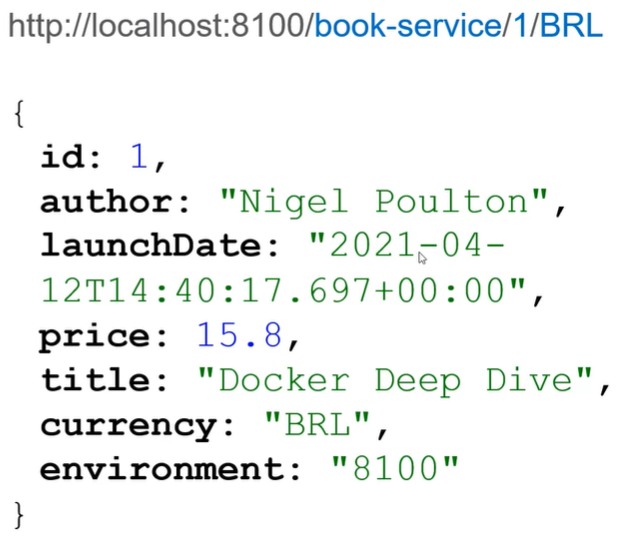 http://localhost:8100/book-service/1/BRL
{
id: 1,
author: "Nigel Poulton",
launchDate: "2021-04-
12T14:40:17.697+00:00",
price: 15.8,
title: "Docker Deep Dive",
currency: "BRL",
environment: "8100"
}